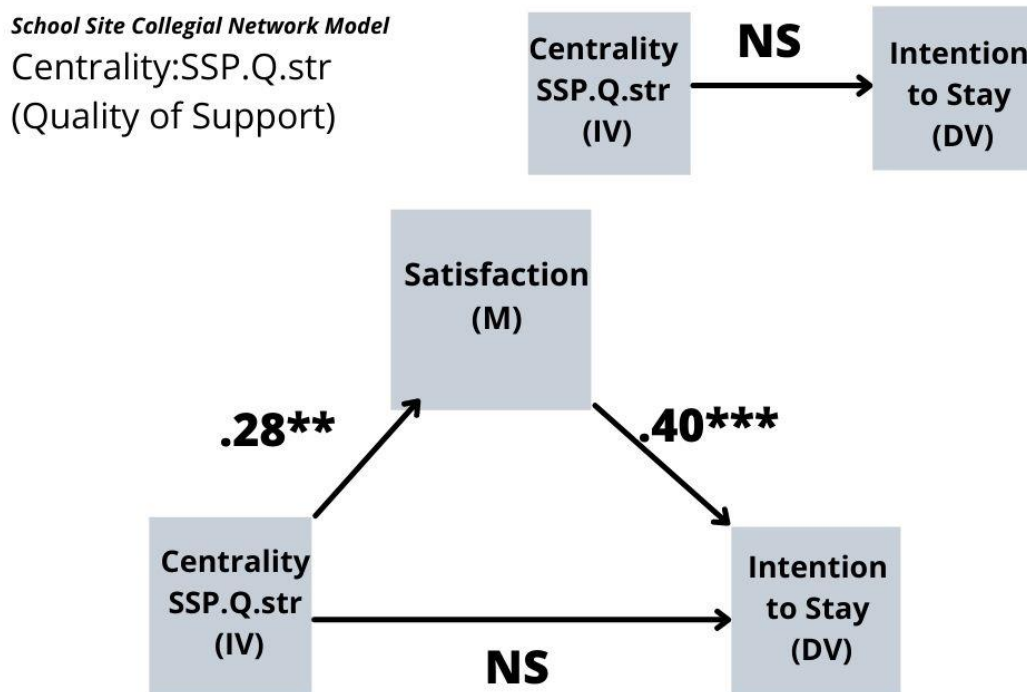 School Site Collegial Network Model
Centrality:SSP.Q.str
(Quality of Support)
Centrality
SSP.Q.str
(IV)
NS
Intention
to Stay
(DV)
Satisfaction
(M)
.28**
.40***
Centrality
SSP.Q.str
(IV)
NS
Intention
to Stay
(DV)